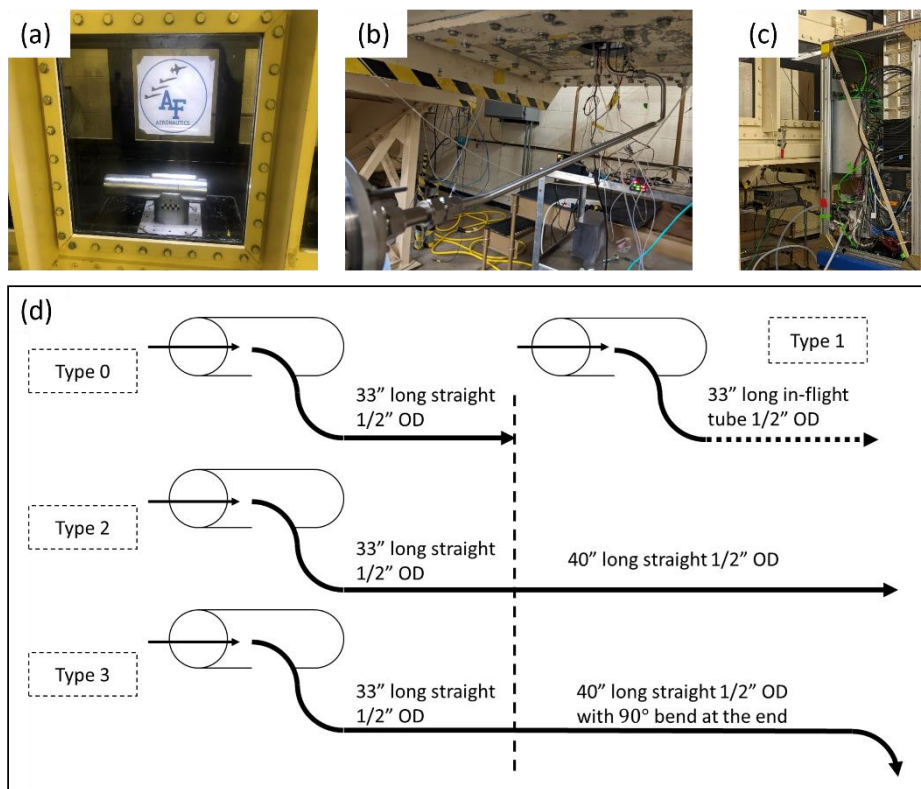 (a)
AF
AERONAUTICS
(b)
(c)
(d)
Type 0
33” long straight
1/2” OD
Type 1
33” long in-flight
tube 1/2” OD
Type 2
33” long straight
1/2” OD
40” long straight 1/2” OD
Type 3
33” long straight
1/2” OD
40” long straight 1/2” OD
with 90° bend at the end